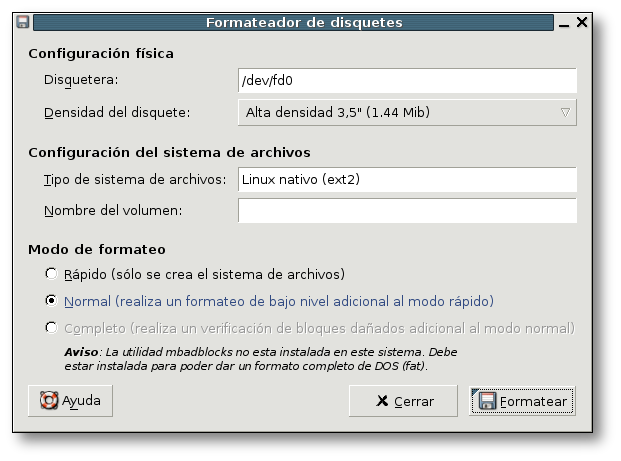 Formateador de disquetes
Configuración física
Disquetera:
/dev/fd0
Densidad del disquete:
Alta densidad 3,5" (1.44 Mib)
Configuración del sistema de archivos
Tipo de sistema de archivos:
Linux nativo (ext2)
Nombre del volumen:
Modo de formateo
Rápido (sólo se crea el sistema de archivos)
Normal (realiza un formateo de bajo nivel adicional al modo rápido)
Completo (realiza un verificación de bloques dañados adicional al modo normal)
Aviso: La utilidad mbadblocks no esta instalada en este sistema. Debe
estar instalada para poder dar un formato completo de DOS (fat).
Ayuda
Cerrar
Formatear